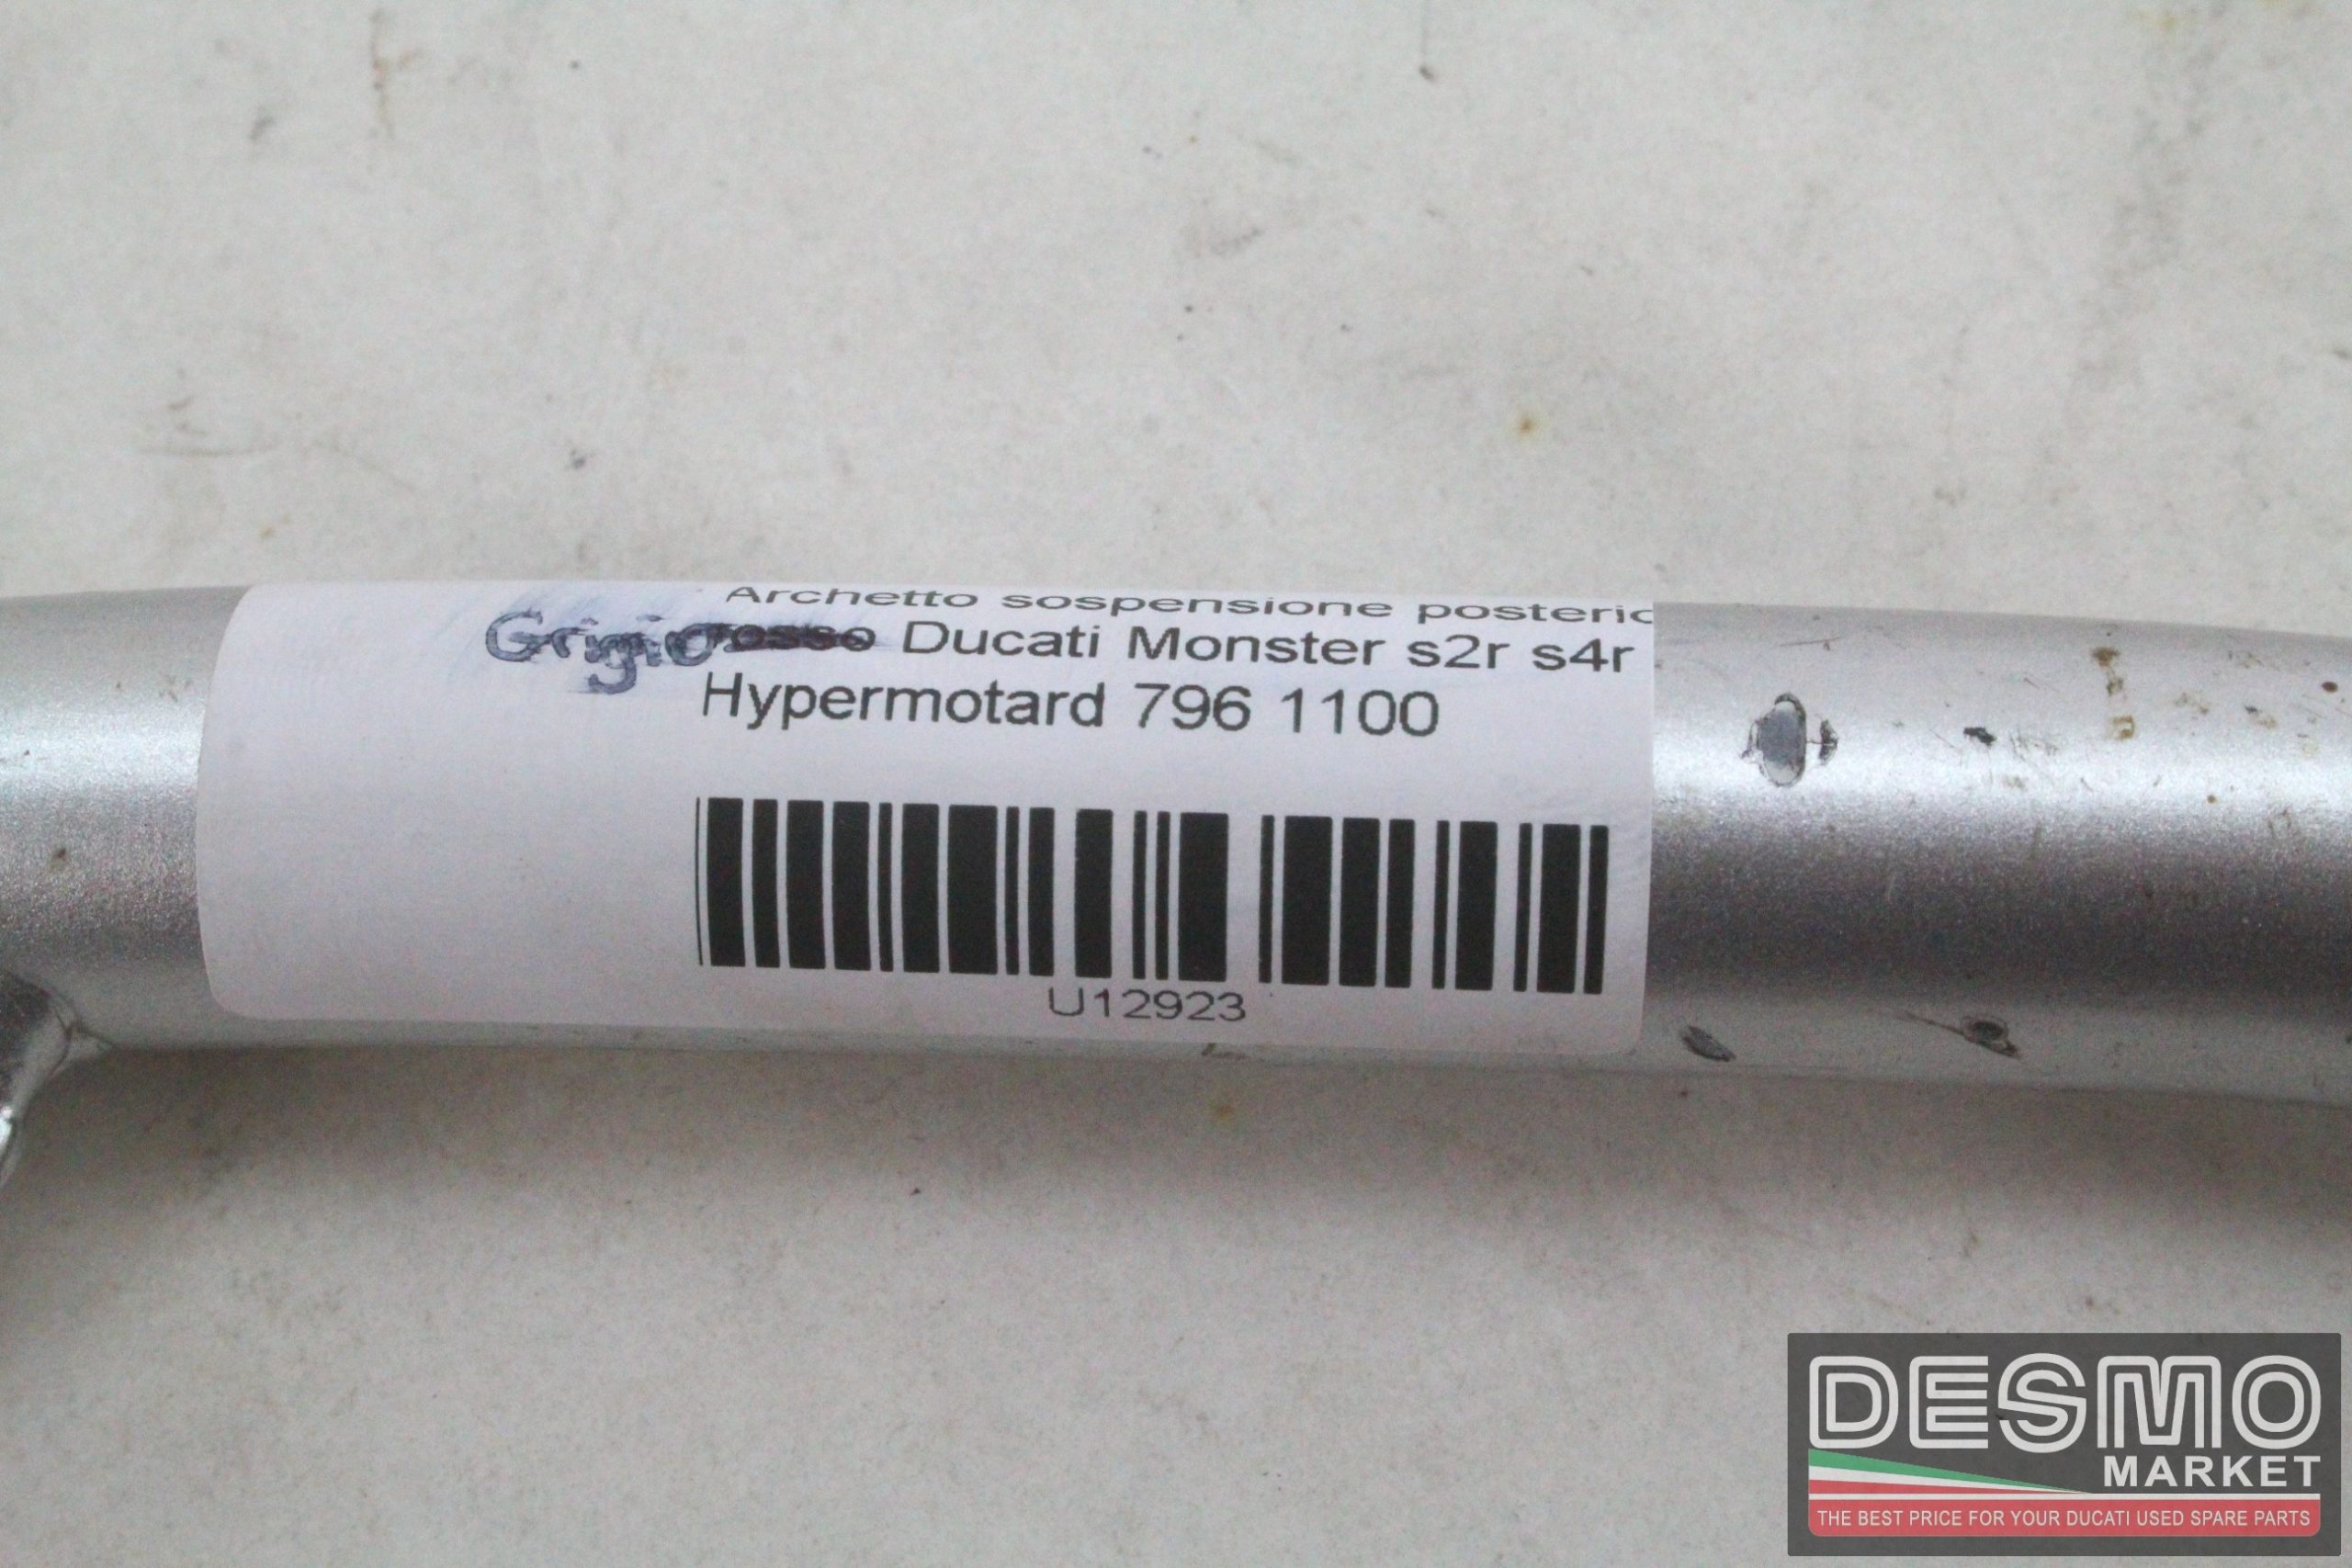 Archetto sospensione posterio
Grigio rosso Ducati Monster s2r s4r
Hypermotard 796 1100
U12923
DESMO
MARKET
THE BEST PRICE FOR YOUR DUCATI USED SPARE PARTS